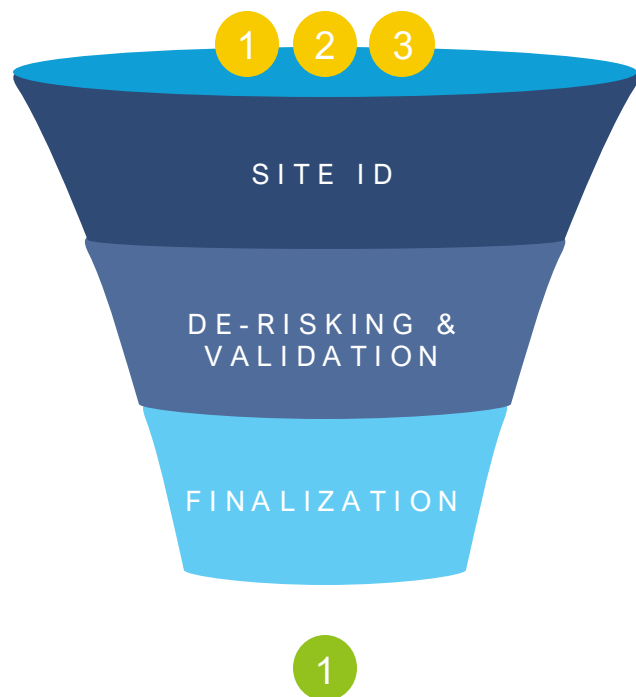 1 2 3
SITE ID
DE-RISKING &
VALIDATION
FINALIZATION
1